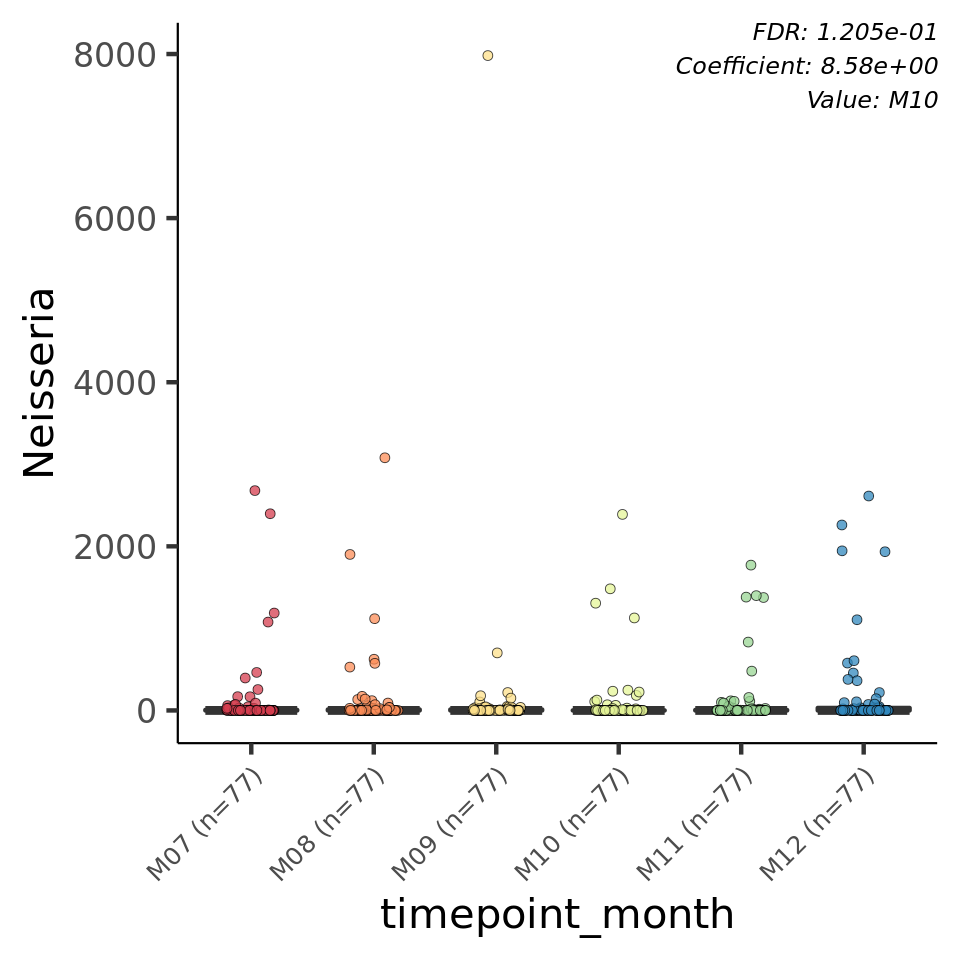 FDR: 1.205e-01
Coefficient: 8.58e+00
Value: M10
8000
6000
4000
2000
0
Neisseria
M07 (n=77)
M08 (n=77)
M09 (n=77)
M10 (n=77)
M11 (n=77)
M12 (n=77)
timepoint_month